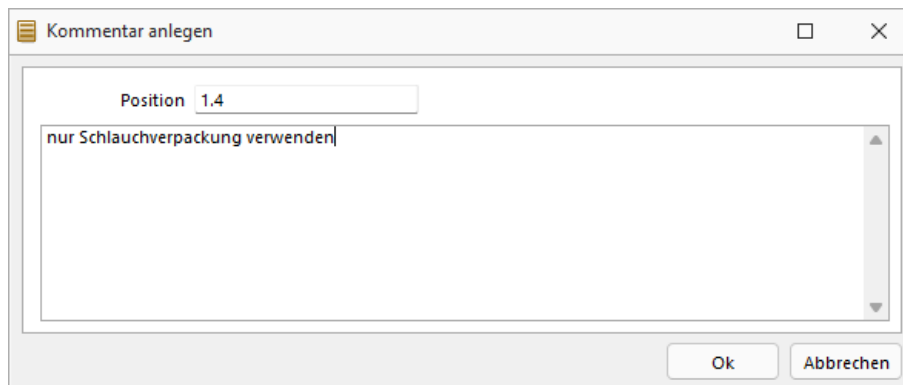 Kommentar anlegen
Position 1.4
nur Schlauchverpackung verwenden
Ok Abbrechen